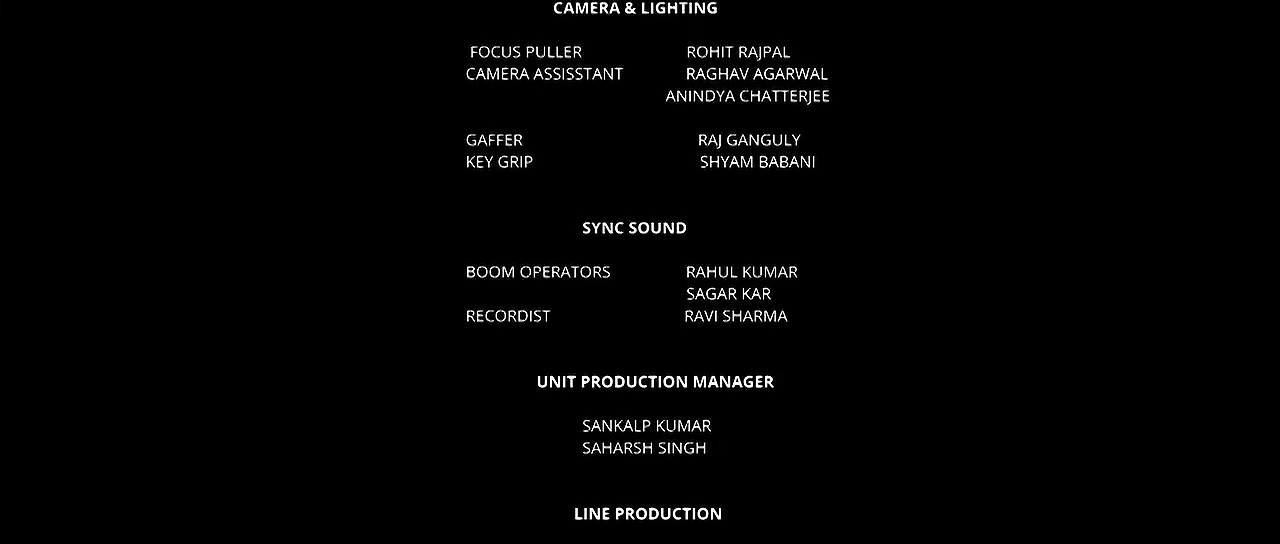 CAMERA & LIGHTING
FOCUS PULLER ROHIT RAJPAL
CAMERA ASSISSTANT RAGHAV AGARWAL
ANINDYA CHATTERJEE
GAFFER RAJ GANGULY
KEY GRIP SHYAM BABANI
SYNC SOUND
BOOM OPERATORS RAHUL KUMAR
SAGAR KAR
RECORDIST RAVI SHARMA
UNIT PRODUCTION MANAGER
SANKALP KUMAR
SAHARSH SINGH
LINE PRODUCTION